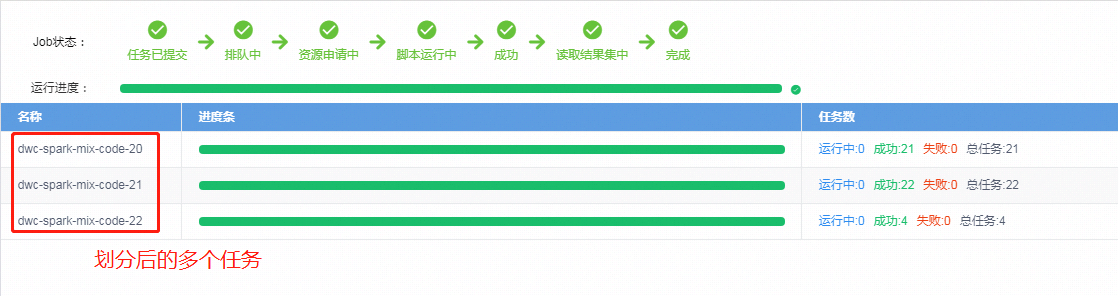 Job状态：
任务已提交 排队中 资源申请中 脚本运行中 成功 读取结果集中 完成
运行进度：
名称 进度条 任务数
dwc-spark-mix-code-20 运行中:0 成功:21 失败:0 总任务:21
dwc-spark-mix-code-21 运行中:0 成功:22 失败:0 总任务:22
dwc-spark-mix-code-22 运行中:0 成功:4 失败:0 总任务:4
划分后的多个任务